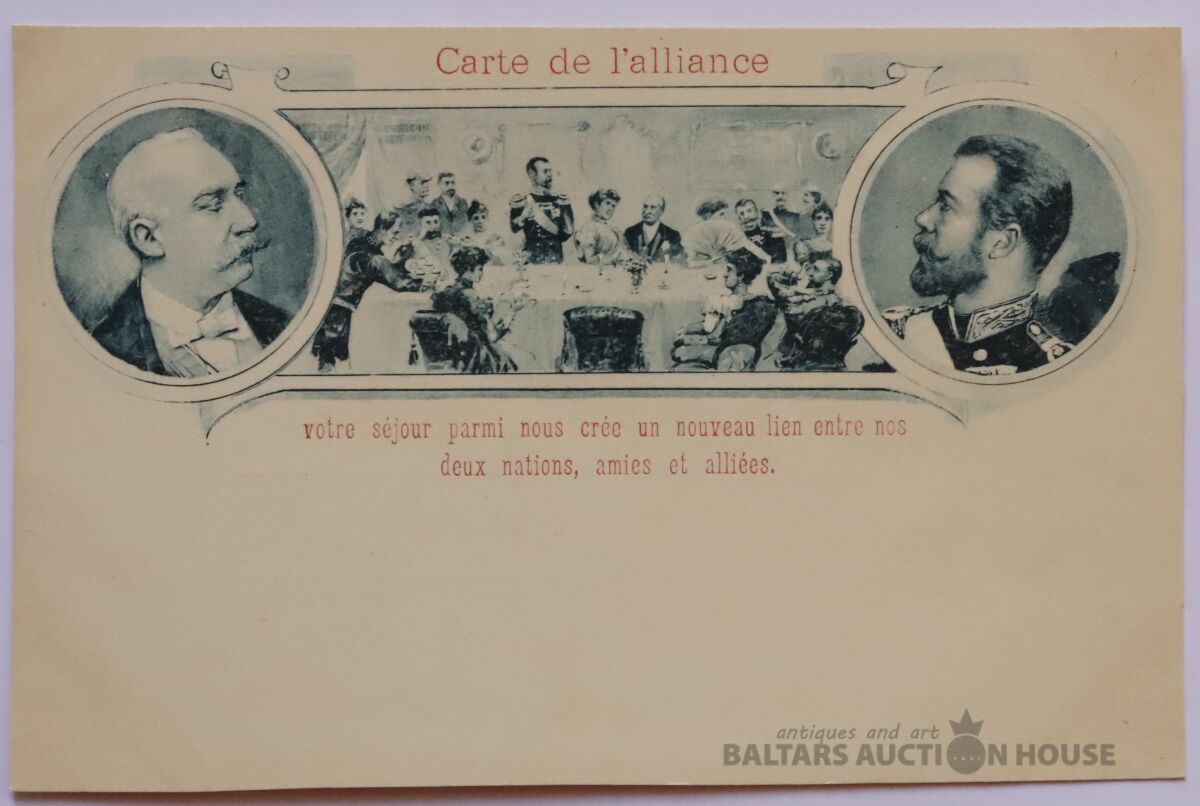 Carte de l'alliance
votre séjour parmi nous crée un nouveau lien entre nos
deux nations, amies et alliées.
antiques and art
BALTARS AUCTION HOUSE